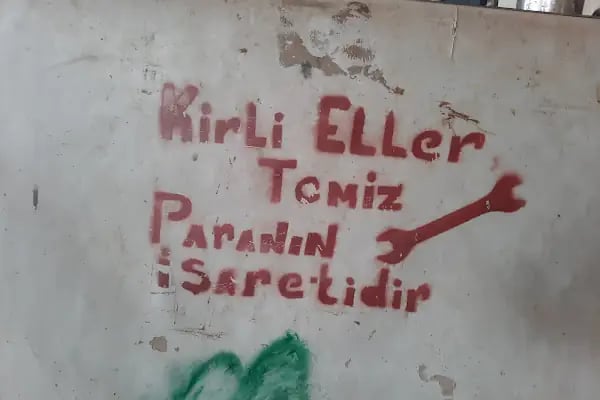 Kirli Eller
Temiz
Paranın
işaretidir